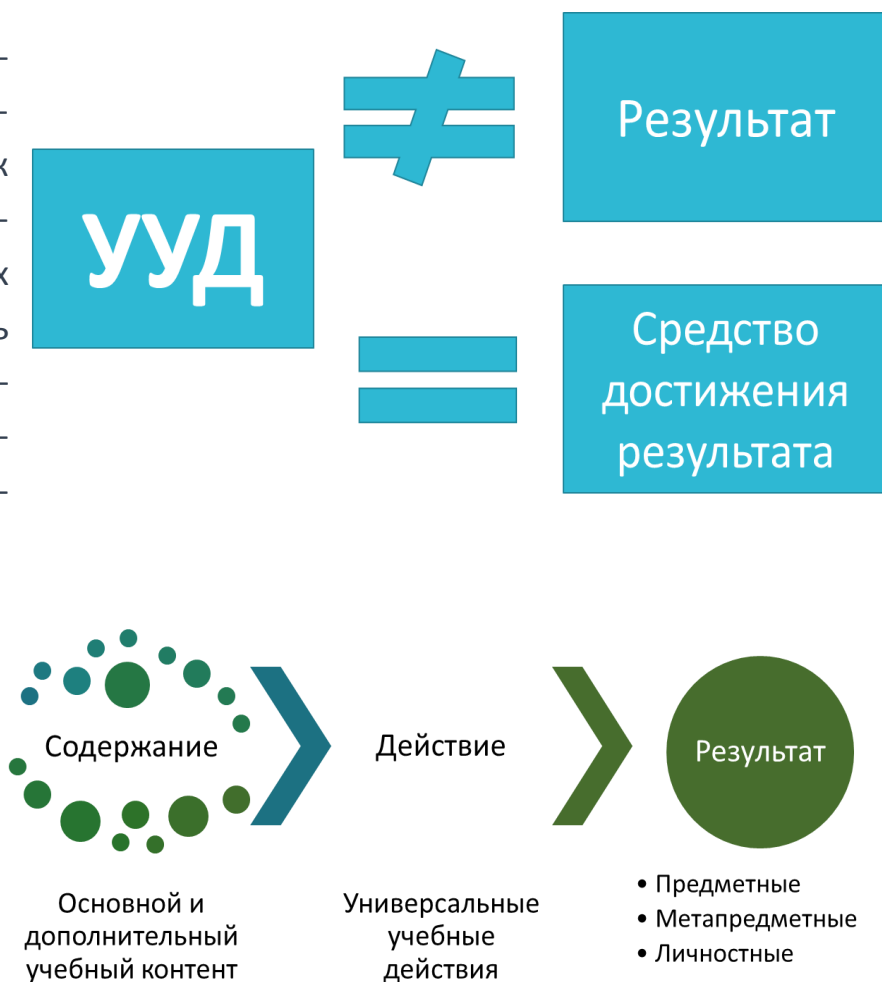 -
-
ж
-
х
ь
-
-
-
УУД
Результат
Средство
достижения
результата
Содержание
Действие
Результат
Основной и
дополнительный
учебный контент
Универсальные
учебные
действия
• Предметные
• Метапредметные
• Личностные